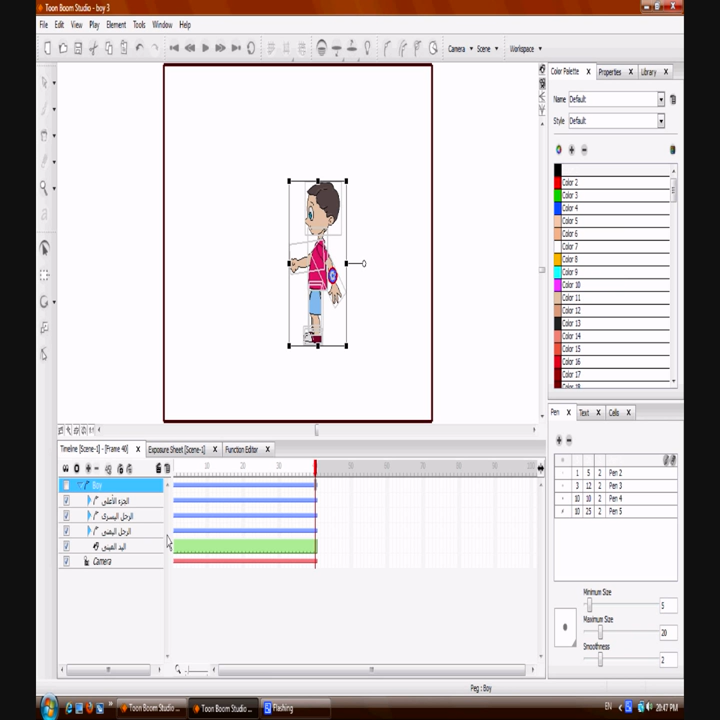 Toon Boom Studio - boy 3
File Edit View Play Element Tools Window Help
Camera Scene Workspace
Color Palette Properties Library
Name Default
Style Default
Color 2
Color 3
Color 4
Color 5
Color 6
Color 7
Color 8
Color 9
Color 10
Color 11
Color 12
Color 13
Color 14
Color 15
Color 16
Color 17
Color 18
Pen Text Cells
1 5 2 Pen 2
3 12 2 Pen 3
10 10 2 Pen 4
10 25 2 Pen 5
Minimum Size
5
Maximum Size
20
Smoothness
2
Timeline [Scene-1] - [Frame 40] Exposure Sheet [Scene-1] Function Editor
10 20 30
Boy
الجزء الأعلى
الرجل اليسرى
الرجل اليمنى
اليد اليمنى
Camera
Peg : Boy
Toon Boom Studio ... Toon Boom Studio ... Flashing
EN 20:47 PM